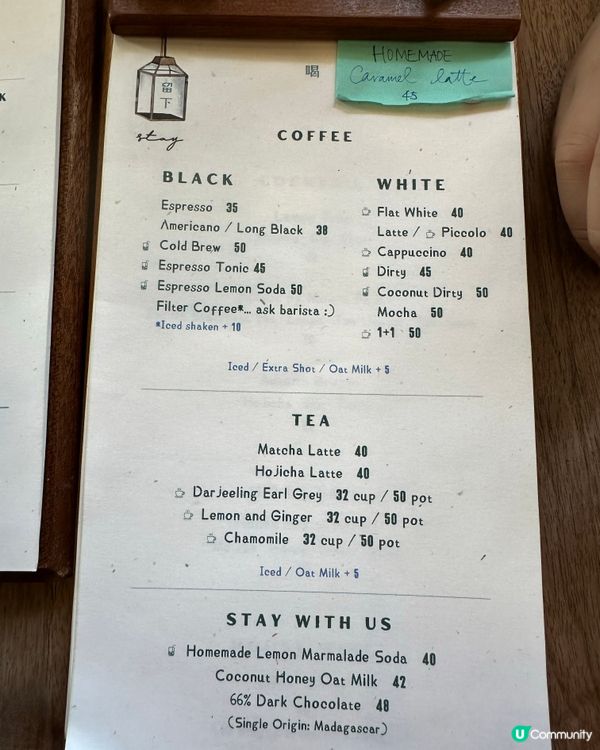 HOMEMADE
Caramel latte
45
喝
留下
stay
COFFEE
BLACK
Espresso 35
Americano / Long Black 38
Cold Brew 50
Espresso Tonic 45
Espresso Lemon Soda 50
Filter Coffee*... ask barista :)
*Iced shaken + 10
WHITE
Flat White 40
Latte / Piccolo 40
Cappuccino 40
Dirty 45
Coconut Dirty 50
Mocha 50
1+1 50
Iced / Extra Shot / Oat Milk + 5
TEA
Matcha Latte 40
Hojicha Latte 40
Darjeeling Earl Grey 32 cup / 50 pot
Lemon and Ginger 32 cup / 50 pot
Chamomile 32 cup / 50 pot
Iced / Oat Milk + 5
STAY WITH US
Homemade Lemon Marmalade Soda 40
Coconut Honey Oat Milk 42
66% Dark Chocolate 48
(Single Origin: Madagascar)
K
U Community